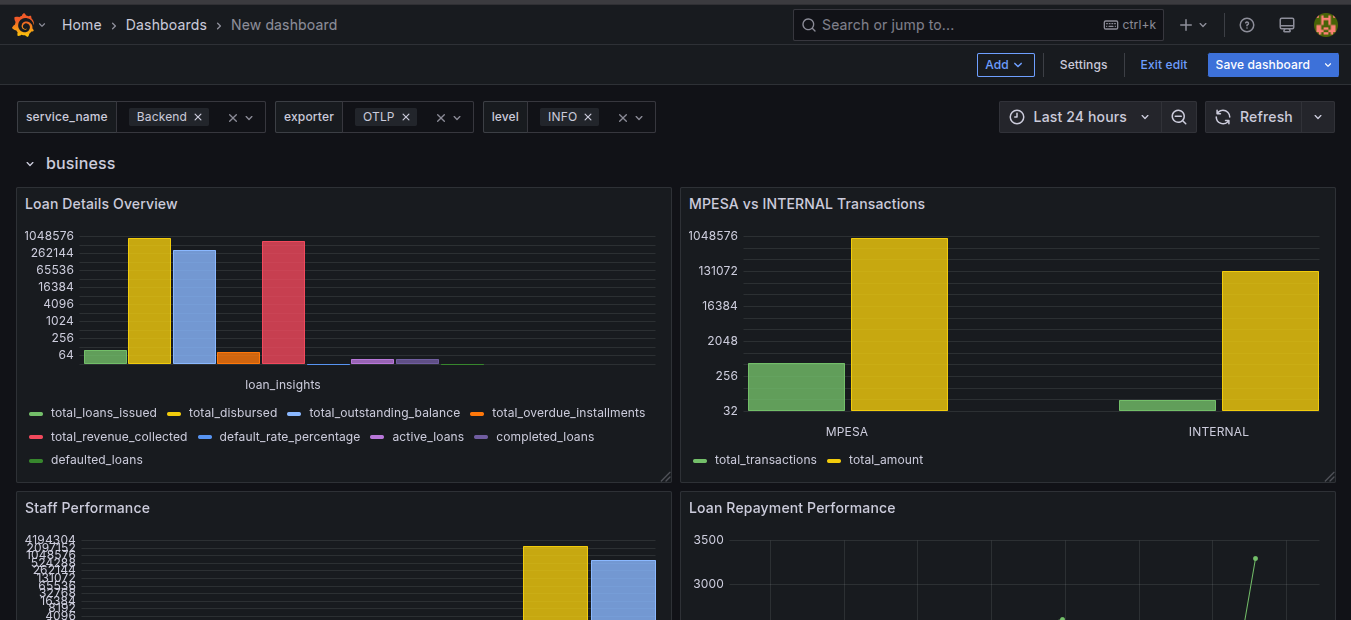 Home › Dashboards › New dashboard
Search or jump to... ctrl+k
Add Settings Exit edit Save dashboard
service_name Backend exporter OTLP level INFO Last 24 hours Refresh
business
Loan Details Overview
1048576
262144
65536
16384
4096
1024
256
64
loan_insights
total_loans_issued total_disbursed total_outstanding_balance total_overdue_installments
total_revenue_collected default_rate_percentage active_loans completed_loans
defaulted_loans
MPESA vs INTERNAL Transactions
1048576
131072
16384
2048
256
32
MPESA INTERNAL
total_transactions total_amount
Staff Performance
4194304
2097152
1048576
524288
262144
131072
65536
32768
16384
8192
4096
Loan Repayment Performance
3500
3000